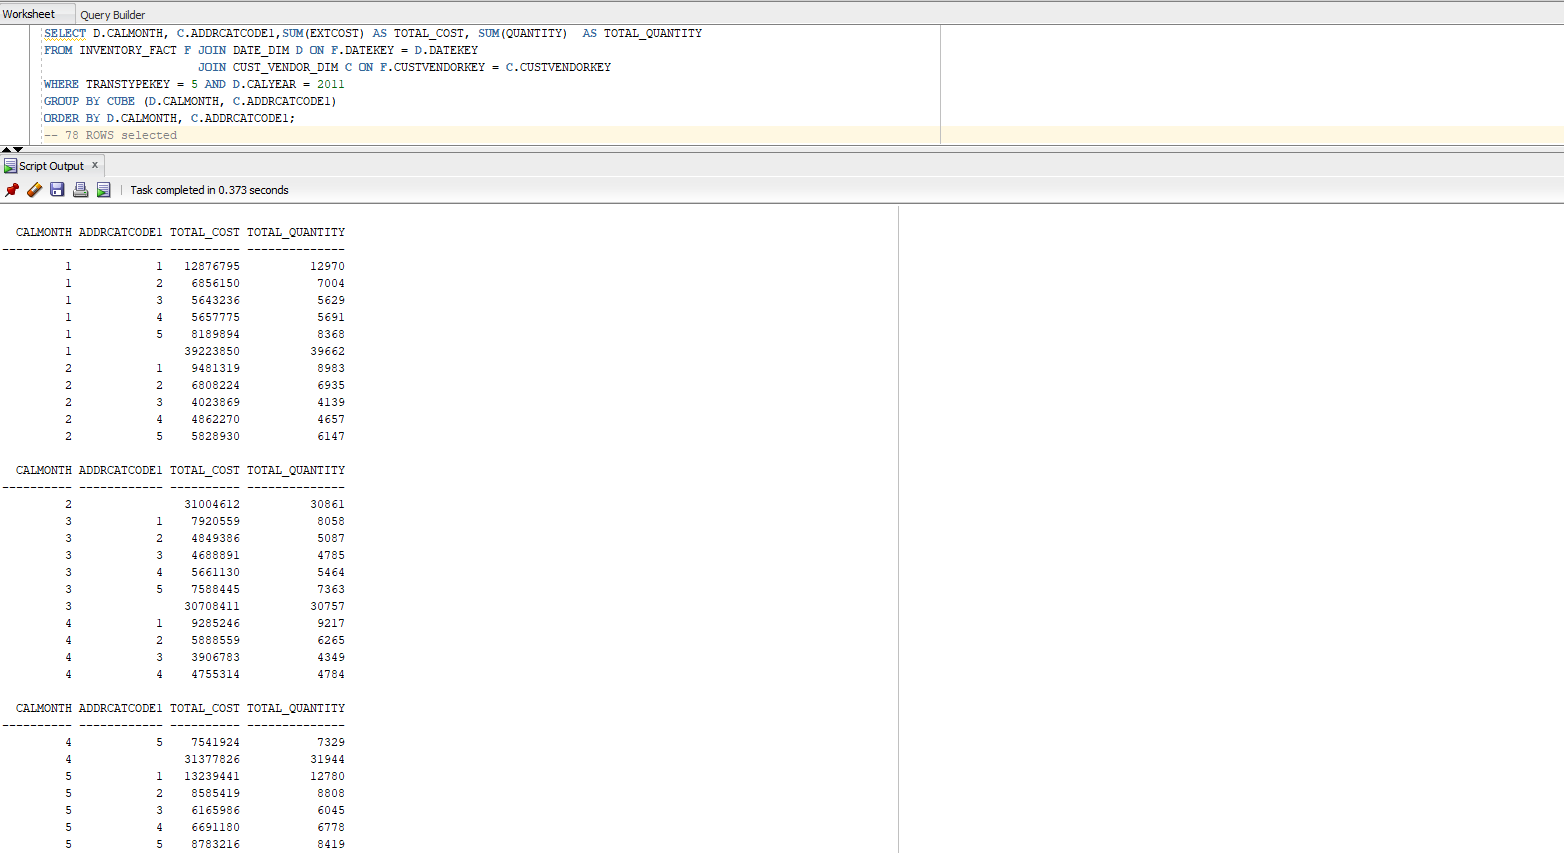 Worksheet Query Builder
SELECT D.CALMONTH, C.ADDRCATCODE1,SUM(EXTCOST) AS TOTAL_COST, SUM(QUANTITY)  AS TOTAL_QUANTITY
FROM INVENTORY_FACT F JOIN DATE_DIM D ON F.DATEKEY = D.DATEKEY
JOIN CUST_VENDOR_DIM C ON F.CUSTVENDORKEY = C.CUSTVENDORKEY
WHERE TRANSTYPEKEY = 5 AND D.CALYEAR = 2011
GROUP BY CUBE (D.CALMONTH, C.ADDRCATCODE1)
ORDER BY D.CALMONTH, C.ADDRCATCODE1;
-- 78 ROWS selected
Script Output x
Task completed in 0.373 seconds
CALMONTH ADDRCATCODE1 TOTAL_COST TOTAL_QUANTITY
---------- ------------ ---------- --------------
1 1 12876795 12970
1 2 6856150 7004
1 3 5643236 5629
1 4 5657775 5691
1 5 8189894 8368
1 39223850 39662
2 1 9481319 8983
2 2 6808224 6935
2 3 4023869 4139
2 4 4862270 4657
2 5 5828930 6147
CALMONTH ADDRCATCODE1 TOTAL_COST TOTAL_QUANTITY
---------- ------------ ---------- --------------
2 31004612 30861
3 1 7920559 8058
3 2 4849386 5087
3 3 4688891 4785
3 4 5661130 5464
3 5 7588445 7363
3 30708411 30757
4 1 9285246 9217
4 2 5888559 6265
4 3 3906783 4349
4 4 4755314 4784
CALMONTH ADDRCATCODE1 TOTAL_COST TOTAL_QUANTITY
---------- ------------ ---------- --------------
4 5 7541924 7329
4 31377826 31944
5 1 13239441 12780
5 2 8585419 8808
5 3 6165986 6045
5 4 6691180 6778
5 5 8783216 8419